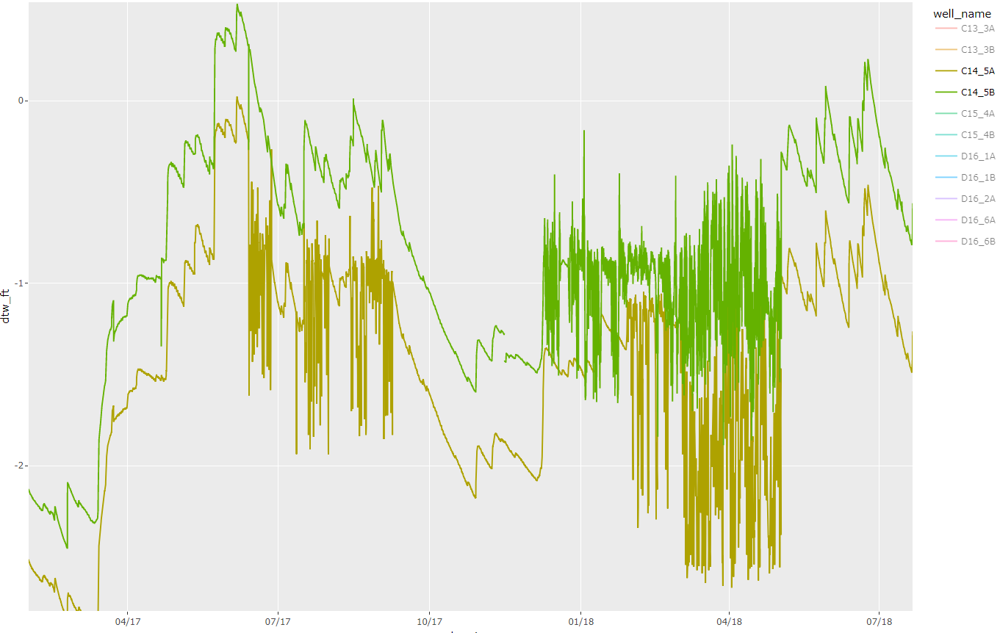 well_name
C13_3A
C13_3B
C14_5A
C14_5B
C15_4A
C15_4B
D16_1A
D16_1B
D16_2A
D16_6A
D16_6B
dtw_ft
0
-1
-2
04/17
07/17
10/17
01/18
04/18
07/18